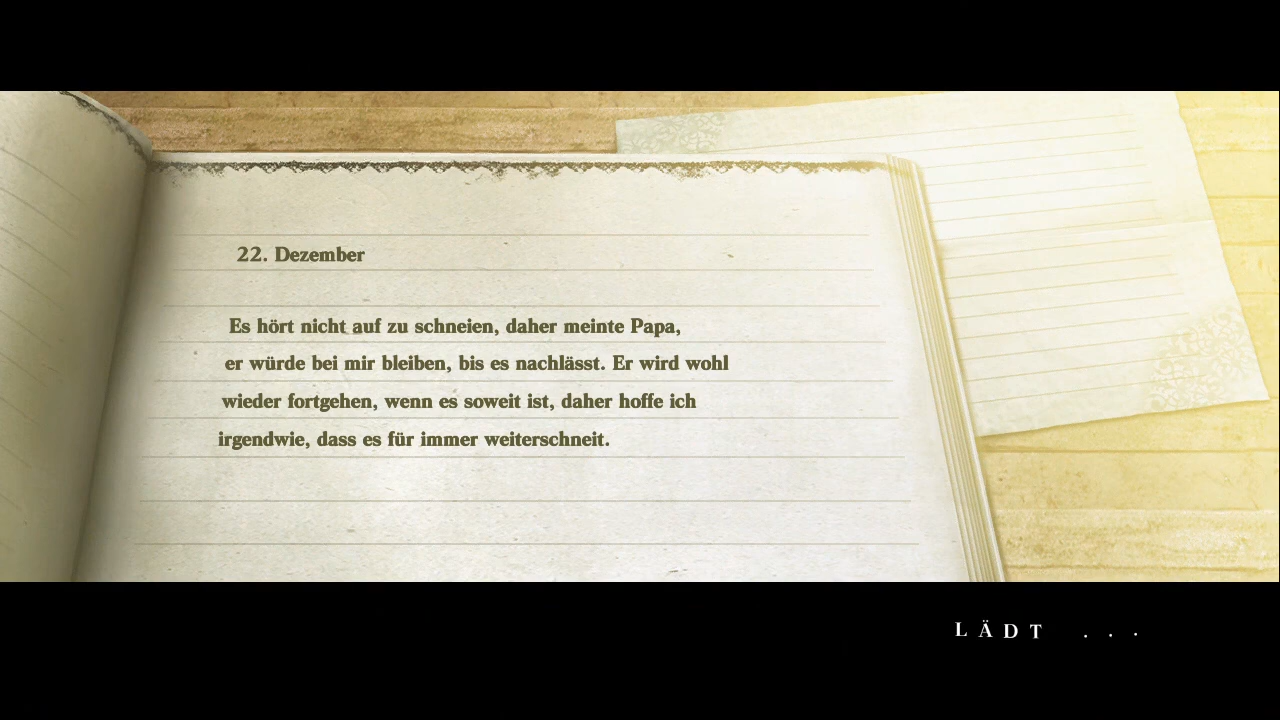 22. Dezember
Es hört nicht auf zu schneien, daher meinte Papa,
er würde bei mir bleiben, bis es nachlässt. Er wird wohl
wieder fortgehen, wenn es soweit ist, daher hoffe ich
irgendwie, dass es für immer weiterschneit.
LÄDT ...